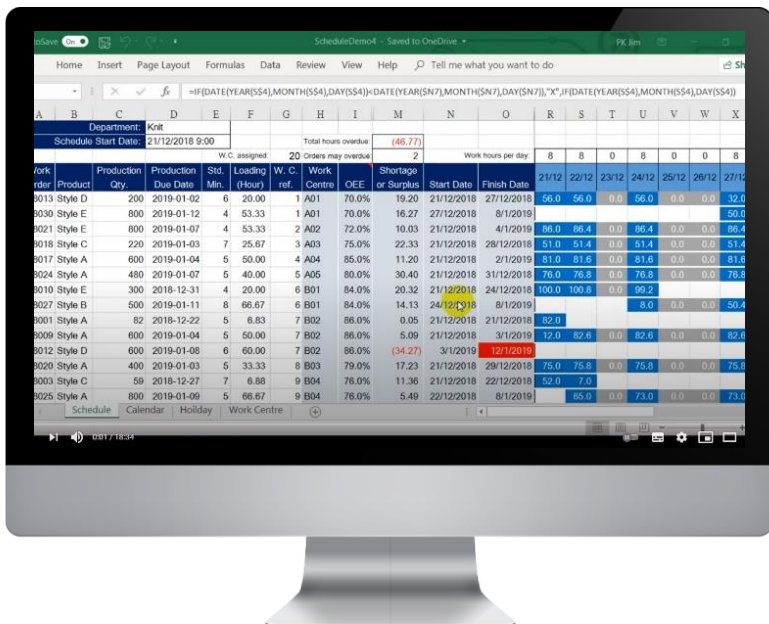 toSave On ScheduleDemo4 - Saved to OneDrive PK Jim
Home Insert Page Layout Formulas Data Review View Help Tell me what you want to do Sh
fx =IF(DATE(YEAR(S$4),MONTH(S$4),DAY(S$4))<DATE(YEAR($N7),MONTH($N7),DAY($N7)),"X",IF(DATE(YEAR(S$4),MONTH(S$4),DAY(S$4))
A B C D E F G H I M N O R S T U V W X
Department: Knit
Schedule Start Date: 21/12/2018 9:00 Total hours overdue: (46.77)
W.C. assigned: 20 Orders may overdue: 2 Work hours per day: 8 8 0 8 0 0 8
Work Production Production Std. Loading W. C. Work Shortage 21/12 22/12 23/12 24/12 25/12 26/12 27/12
rder Product Qty. Due Date Min. (Hour) ref. Centre OEE or Surplus Start Date Finish Date
8013 Style D 200 2019-01-02 6 20.00 1 A01 70.0% 19.20 21/12/2018 27/12/2018 56.0 56.0 0.0 56.0 0.0 0.0 32.0
8030 Style E 800 2019-01-12 4 53.33 1 A01 70.0% 16.27 27/12/2018 8/1/2019 50.0
8021 Style E 800 2019-01-07 4 53.33 2 A02 72.0% 10.03 21/12/2018 4/1/2019 86.0 86.4 0.0 86.4 0.0 0.0 86.4
8018 Style C 220 2019-01-03 7 25.67 3 A03 75.0% 22.33 21/12/2018 28/12/2018 51.0 51.4 0.0 51.4 0.0 0.0 51.4
8017 Style A 600 2019-01-04 5 50.00 4 A04 85.0% 11.20 21/12/2018 2/1/2019 81.0 81.6 0.0 81.6 0.0 0.0 81.6
8024 Style A 480 2019-01-07 5 40.00 5 A05 80.0% 30.40 21/12/2018 31/12/2018 76.0 76.8 0.0 76.8 0.0 0.0 76.8
8010 Style E 300 2018-12-31 4 20.00 6 B01 84.0% 20.32 21/12/2018 24/12/2018 100.0 100.8 0.0 99.2
8027 Style B 500 2019-01-11 8 66.67 6 B01 84.0% 14.13 24/12/2018 8/1/2019 8.0 0.0 0.0 50.4
8001 Style A 82 2018-12-22 5 6.83 7 B02 86.0% 0.05 21/12/2018 21/12/2018 82.0
8009 Style A 600 2019-01-04 5 50.00 7 B02 86.0% 5.09 21/12/2018 3/1/2019 12.0 82.6 0.0 82.6 0.0 0.0 82.6
8012 Style D 600 2019-01-08 6 60.00 7 B02 86.0% (34.27) 3/1/2019 12/1/2019
8020 Style A 400 2019-01-03 5 33.33 8 B03 79.0% 17.23 21/12/2018 29/12/2018 75.0 75.8 0.0 75.8 0.0 0.0 75.8
8003 Style C 59 2018-12-27 7 6.88 9 B04 76.0% 11.36 21/12/2018 22/12/2018 52.0 7.0
8025 Style A 800 2019-01-09 5 66.67 9 B04 76.0% 5.49 22/12/2018 8/1/2019 65.0 0.0 73.0 0.0 0.0 73.0
Schedule Calendar Hoilday Work Centre
0:01 / 18:34